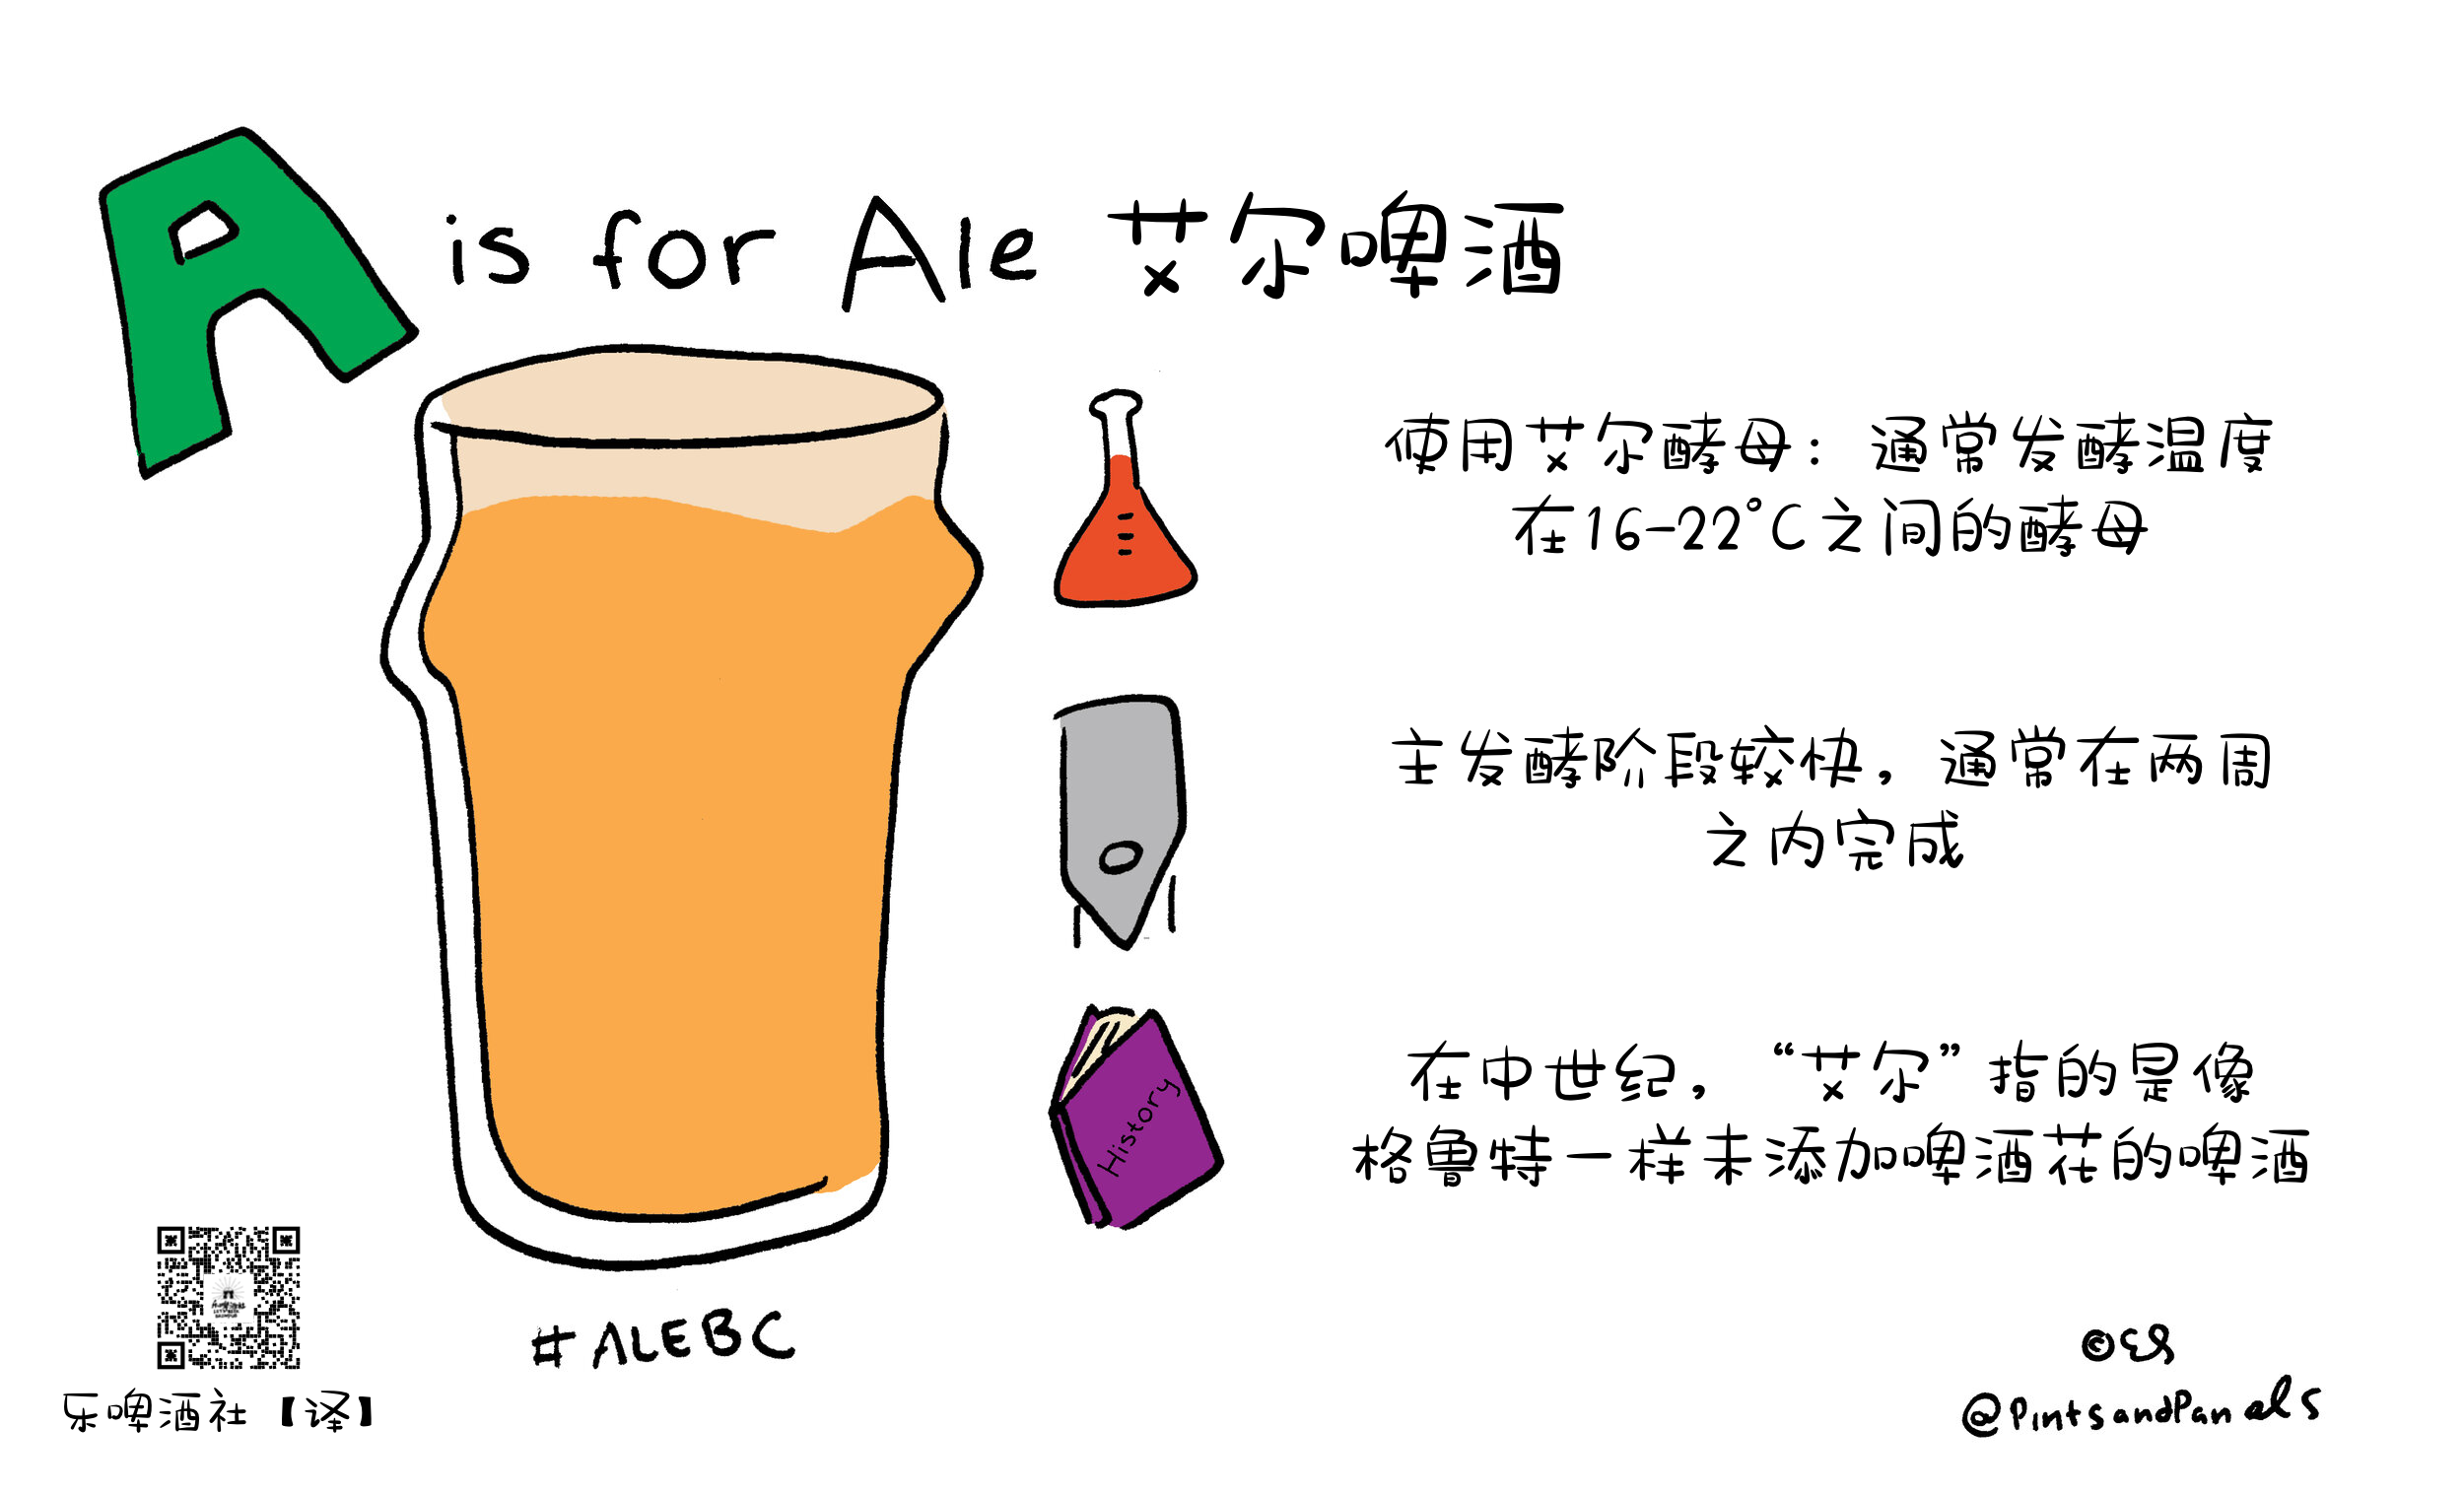 A is for Ale 艾尔啤酒
使用艾尔酵母：通常发酵温度
在16-22°C之间的酵母
主发酵阶段较快，通常在两周
之内完成
History
在中世纪，“艾尔”指的是像
格鲁特一样未添加啤酒花的啤酒
#ALEBC
乐啤酒社【译】
@PintsandPanels